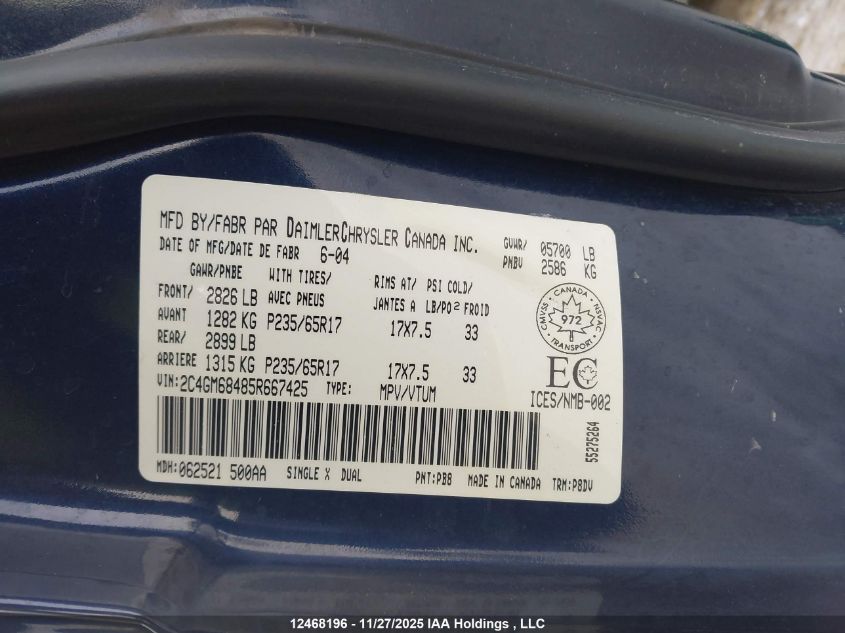 MFD BY/FABR PAR DAIMLERCHRYSLER CANADA INC.
DATE OF MFG/DATE DE FABR 6-04
GVWR/ 05700 LB
PNBV 2586 KG
GAWR/PNBE WITH TIRES/ RIMS AT/ PSI COLD/
FRONT/ 2826 LB AVEC PNEUS JANTES A LB/PO2 FROID
AVANT 1282 KG P235/65R17 17X7.5 33
REAR/ 2899 LB
ARRIERE 1315 KG P235/65R17 17X7.5 33
VIN: 2C4GM68485R667425 TYPE: MPV/VTUM
CANADA
CMVSS NSVAC
972
TRANSPORT
EC
ICES/NMB-002
55275264
MDH: 062521 500AA SINGLE X DUAL PNT: PB8 MADE IN CANADA TRM: P8DV
12468196 - 11/27/2025 IAA Holdings , LLC